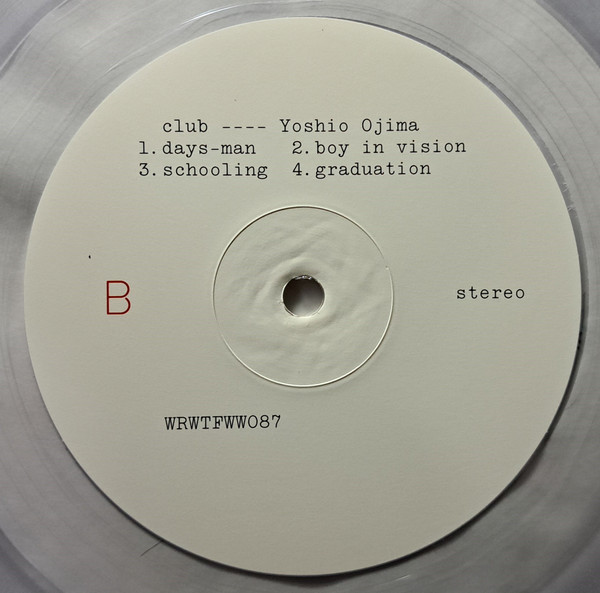 club ---- Yoshio Ojima
1.days-man 2.boy in vision
3.schooling 4.graduation
B
stereo
WRWTFWW087